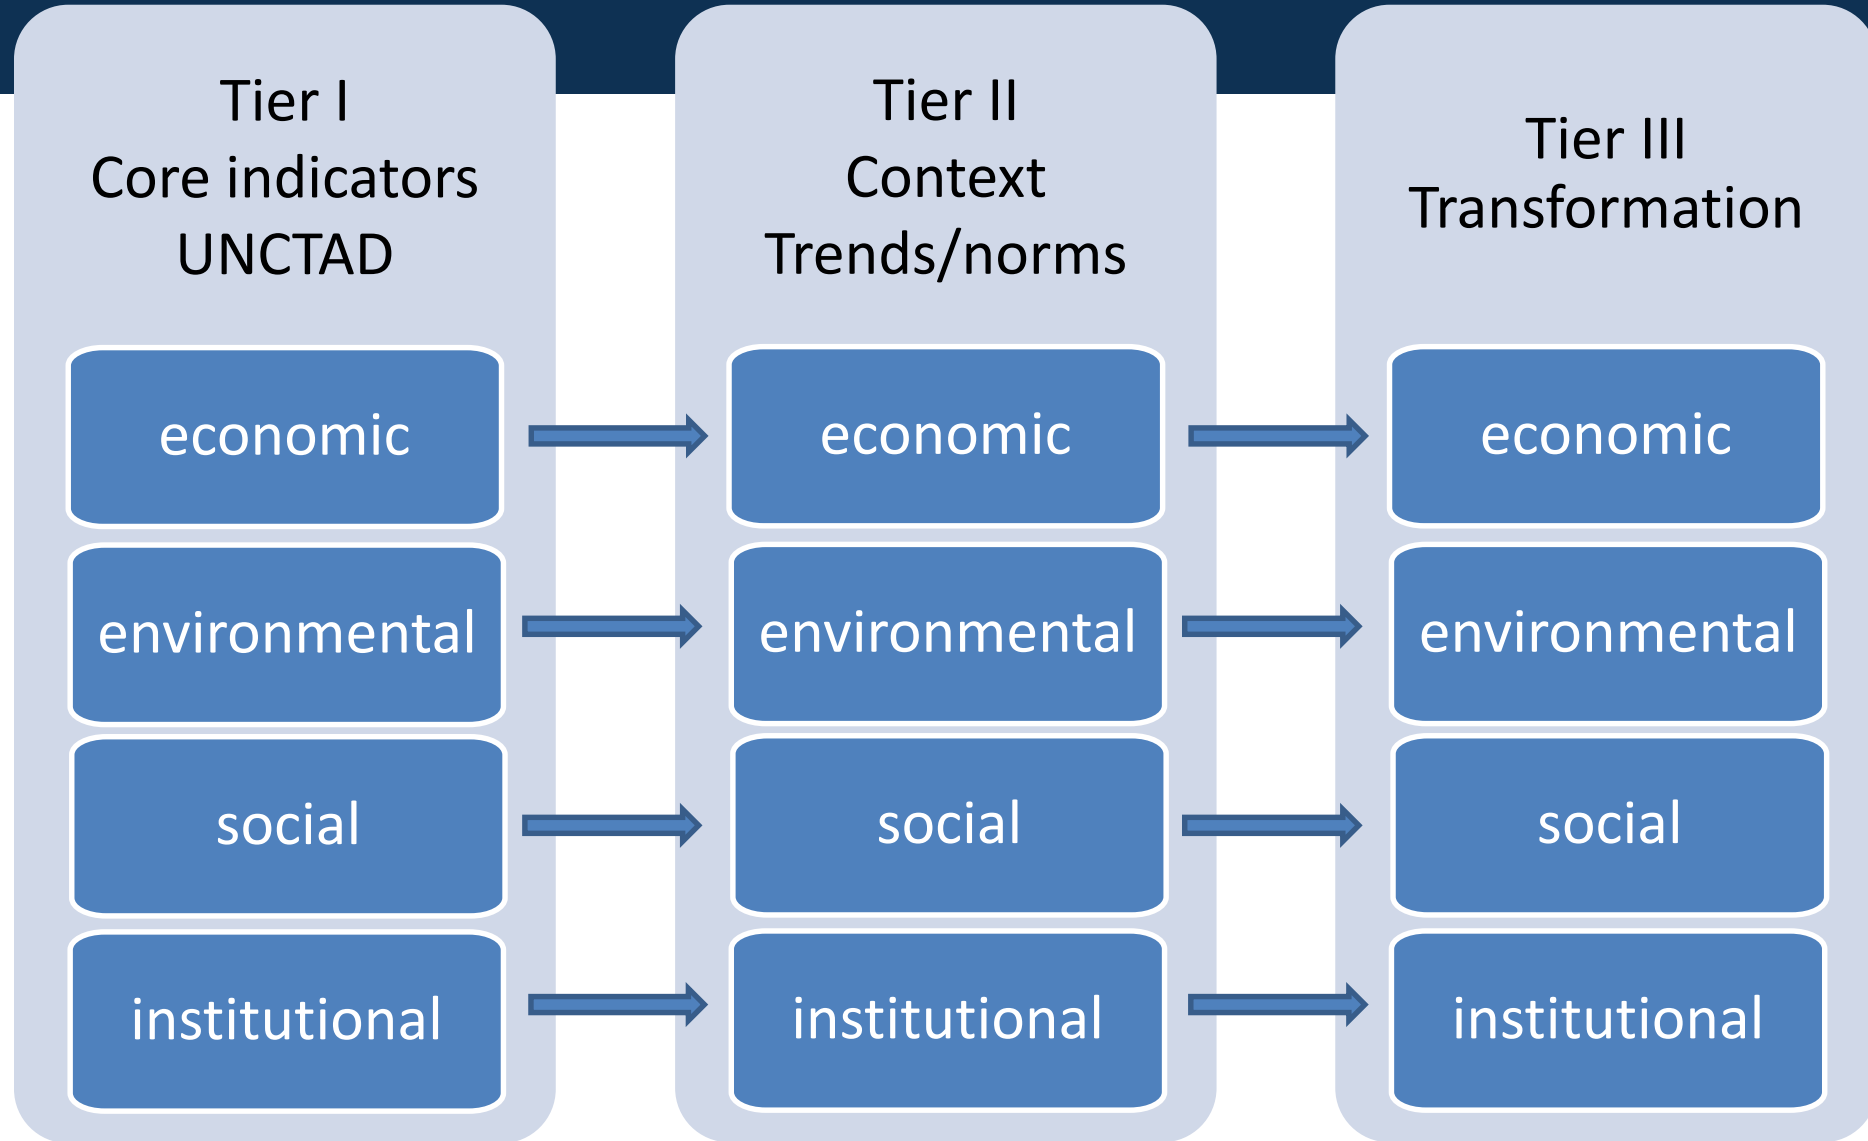 Tier I
Core indicators
UNCTAD
economic
environmental
social
institutional
Tier II
Context
Trends/norms
economic
environmental
social
institutional
Tier III
Transformation
economic
environmental
social
institutional